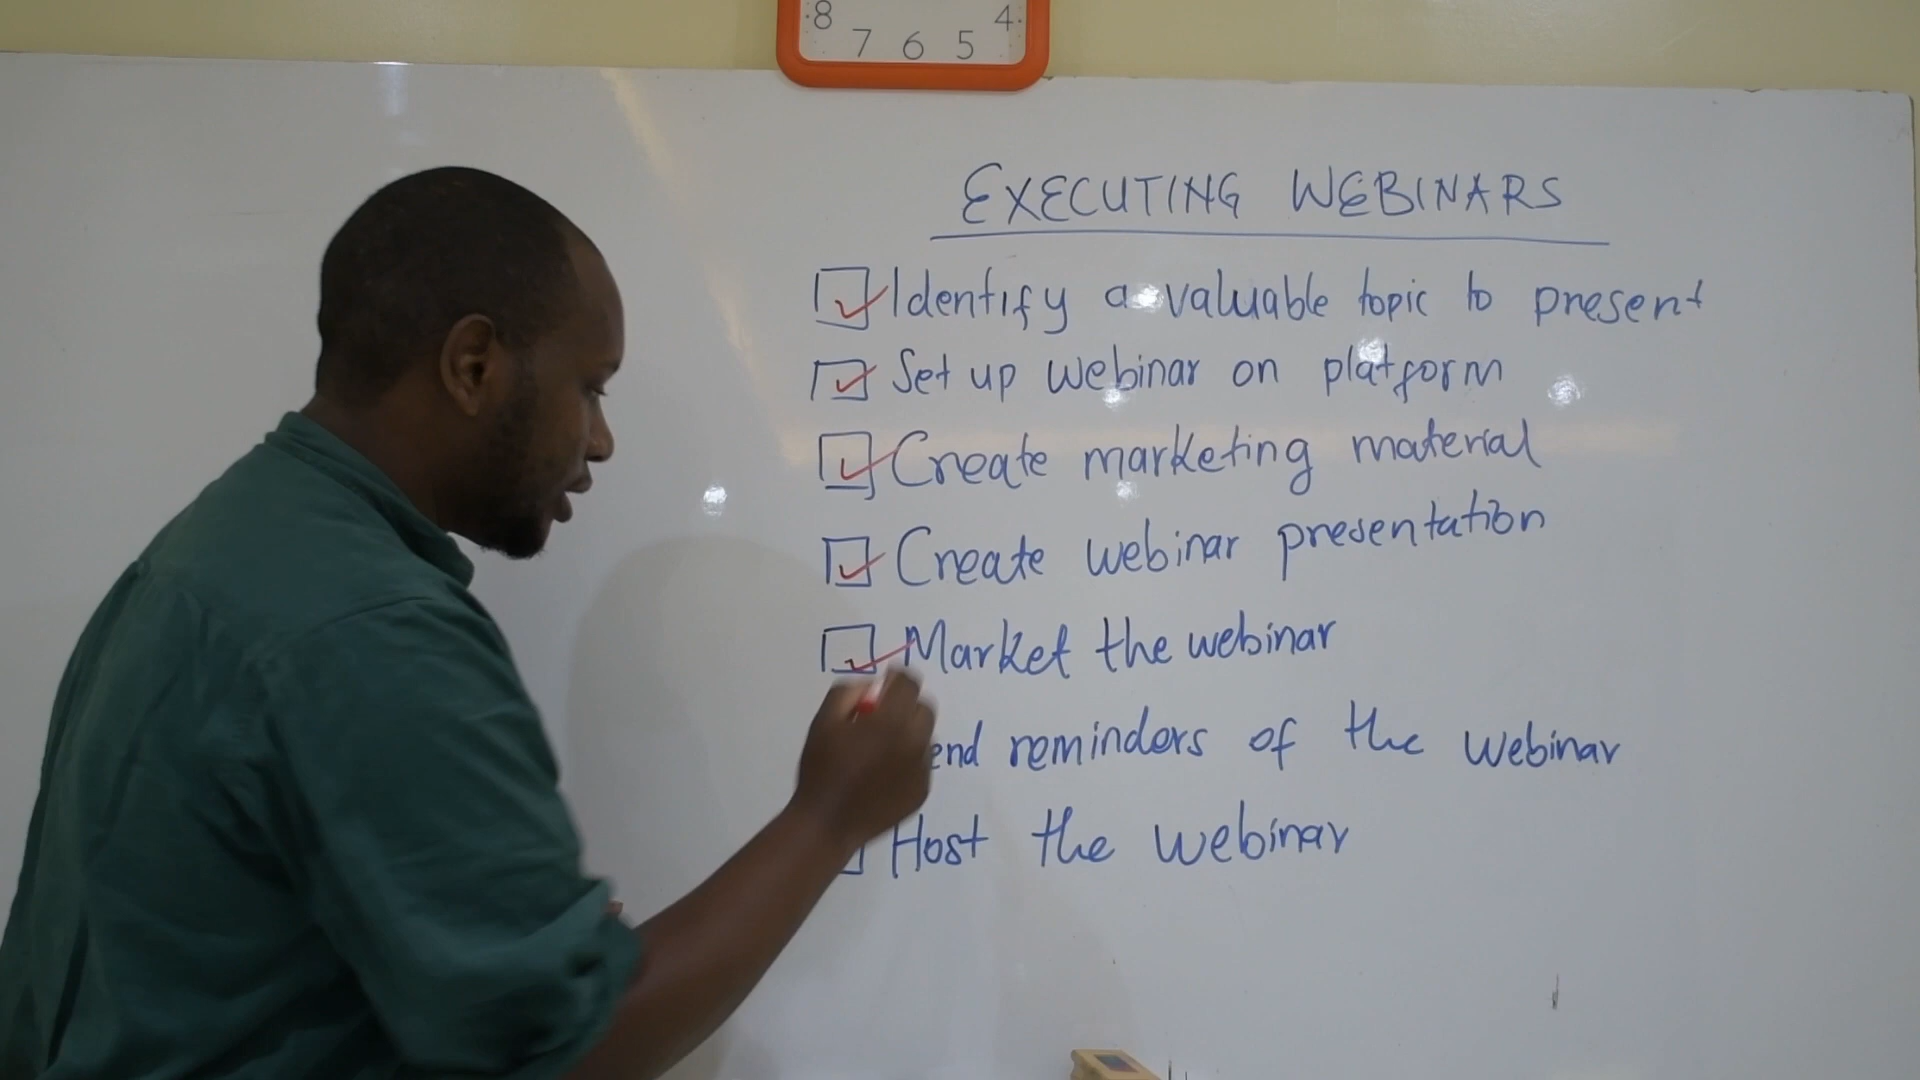 8 7 6 5 4
EXECUTING WEBINARS
Identify a valuable topic to present
Set up webinar on platform
Create marketing material
Create webinar presentation
Market the webinar
end reminders of the webinar
Host the webinar